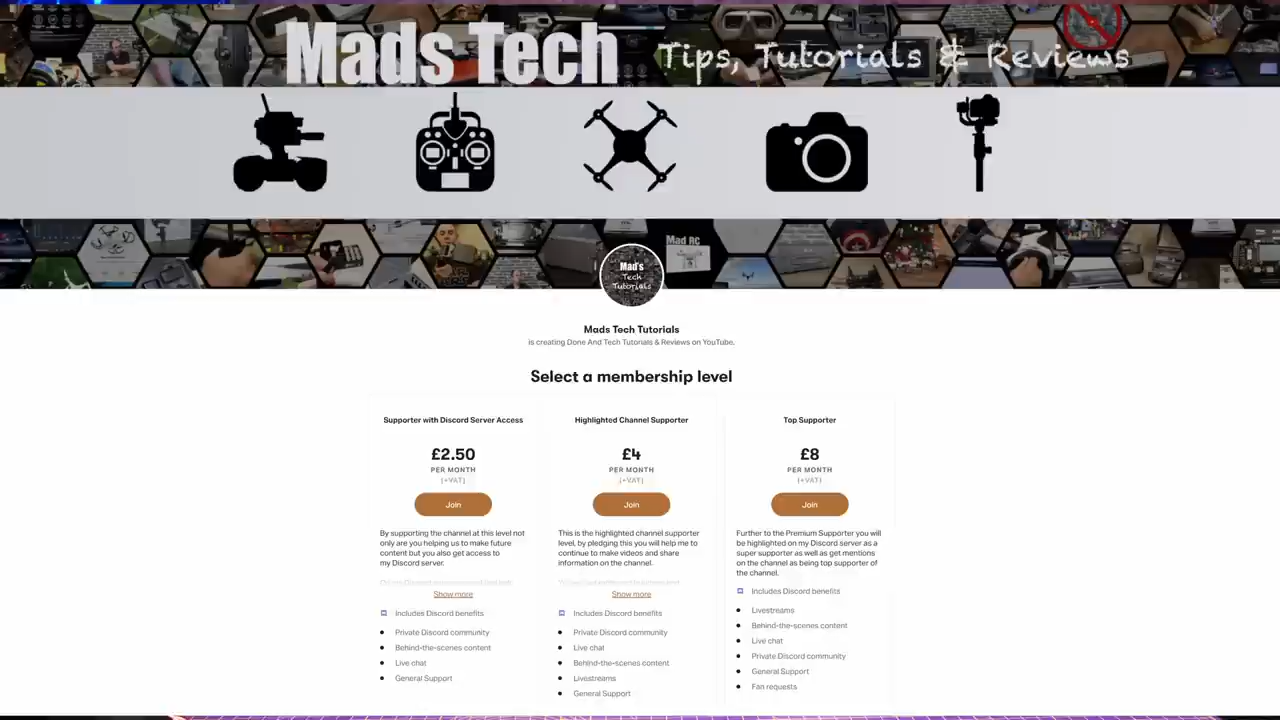 Mads Tech
Tips, Tutorials & Reviews
Mad RC
Mad's
Tech
Tutorials
Mads Tech Tutorials
is creating Done And Tech Tutorials & Reviews on YouTube.
Select a membership level
Supporter with Discord Server Access
£2.50
PER MONTH
(+VAT)
Join
By supporting the channel at this level not
only are you helping us to make future
content but you also get access to
my Discord server.
Show more
Includes Discord benefits
Private Discord community
Behind-the-scenes content
Live chat
General Support
Highlighted Channel Supporter
£4
PER MONTH
(+VAT)
Join
This is the highlighted channel supporter
level, by pledging this you will help me to
continue to make videos and share
information on the channel.
Show more
Includes Discord benefits
Private Discord community
Live chat
Behind-the-scenes content
Livestreams
General Support
Top Supporter
£8
PER MONTH
(+VAT)
Join
Further to the Premium Supporter you will
be highlighted on my Discord server as a
super supporter as well as get mentions
on the channel as being top supporter of
the channel.
Includes Discord benefits
Livestreams
Behind-the-scenes content
Live chat
Private Discord community
General Support
Fan requests